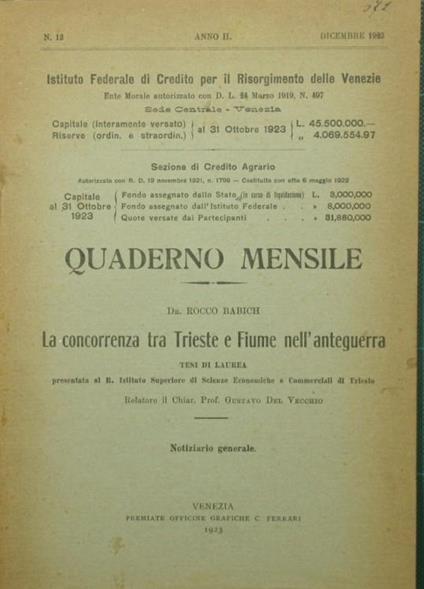 N. 12 ANNO II. DICEMBRE 1923
Istituto Federale di Credito per il Risorgimento delle Venezie
Ente Morale autorizzato con D. L. 24 Marzo 1919, N. 497
Sede Centrale - Venezia
Capitale (interamente versato) al 31 Ottobre 1923 L. 45.500.000.—
Riserve (ordin. e straordin.) „ 4.069.554.97
Sezione di Credito Agrario
Autorizzata con R. D. 19 novembre 1921, n. 1798 - Costituita con atto 6 maggio 1922
Capitale al 31 Ottobre 1923
Fondo assegnato dallo Stato (in corso di liquidazione) L. 3,000,000
Fondo assegnato dall'Istituto Federale . . » 8,000,000
Quote versate dai Partecipanti . . . » 31,880,000
QUADERNO MENSILE
Dr. ROCCO BABICH
La concorrenza tra Trieste e Fiume nell'anteguerra
TESI DI LAUREA
presentata al R. Istituto Superiore di Scienze Economiche e Commerciali di Trieste
Relatore il Chiar. Prof. Gustavo Del Vecchio
Notiziario generale.
VENEZIA
PREMIATE OFFICINE GRAFICHE C. FERRARI
1923